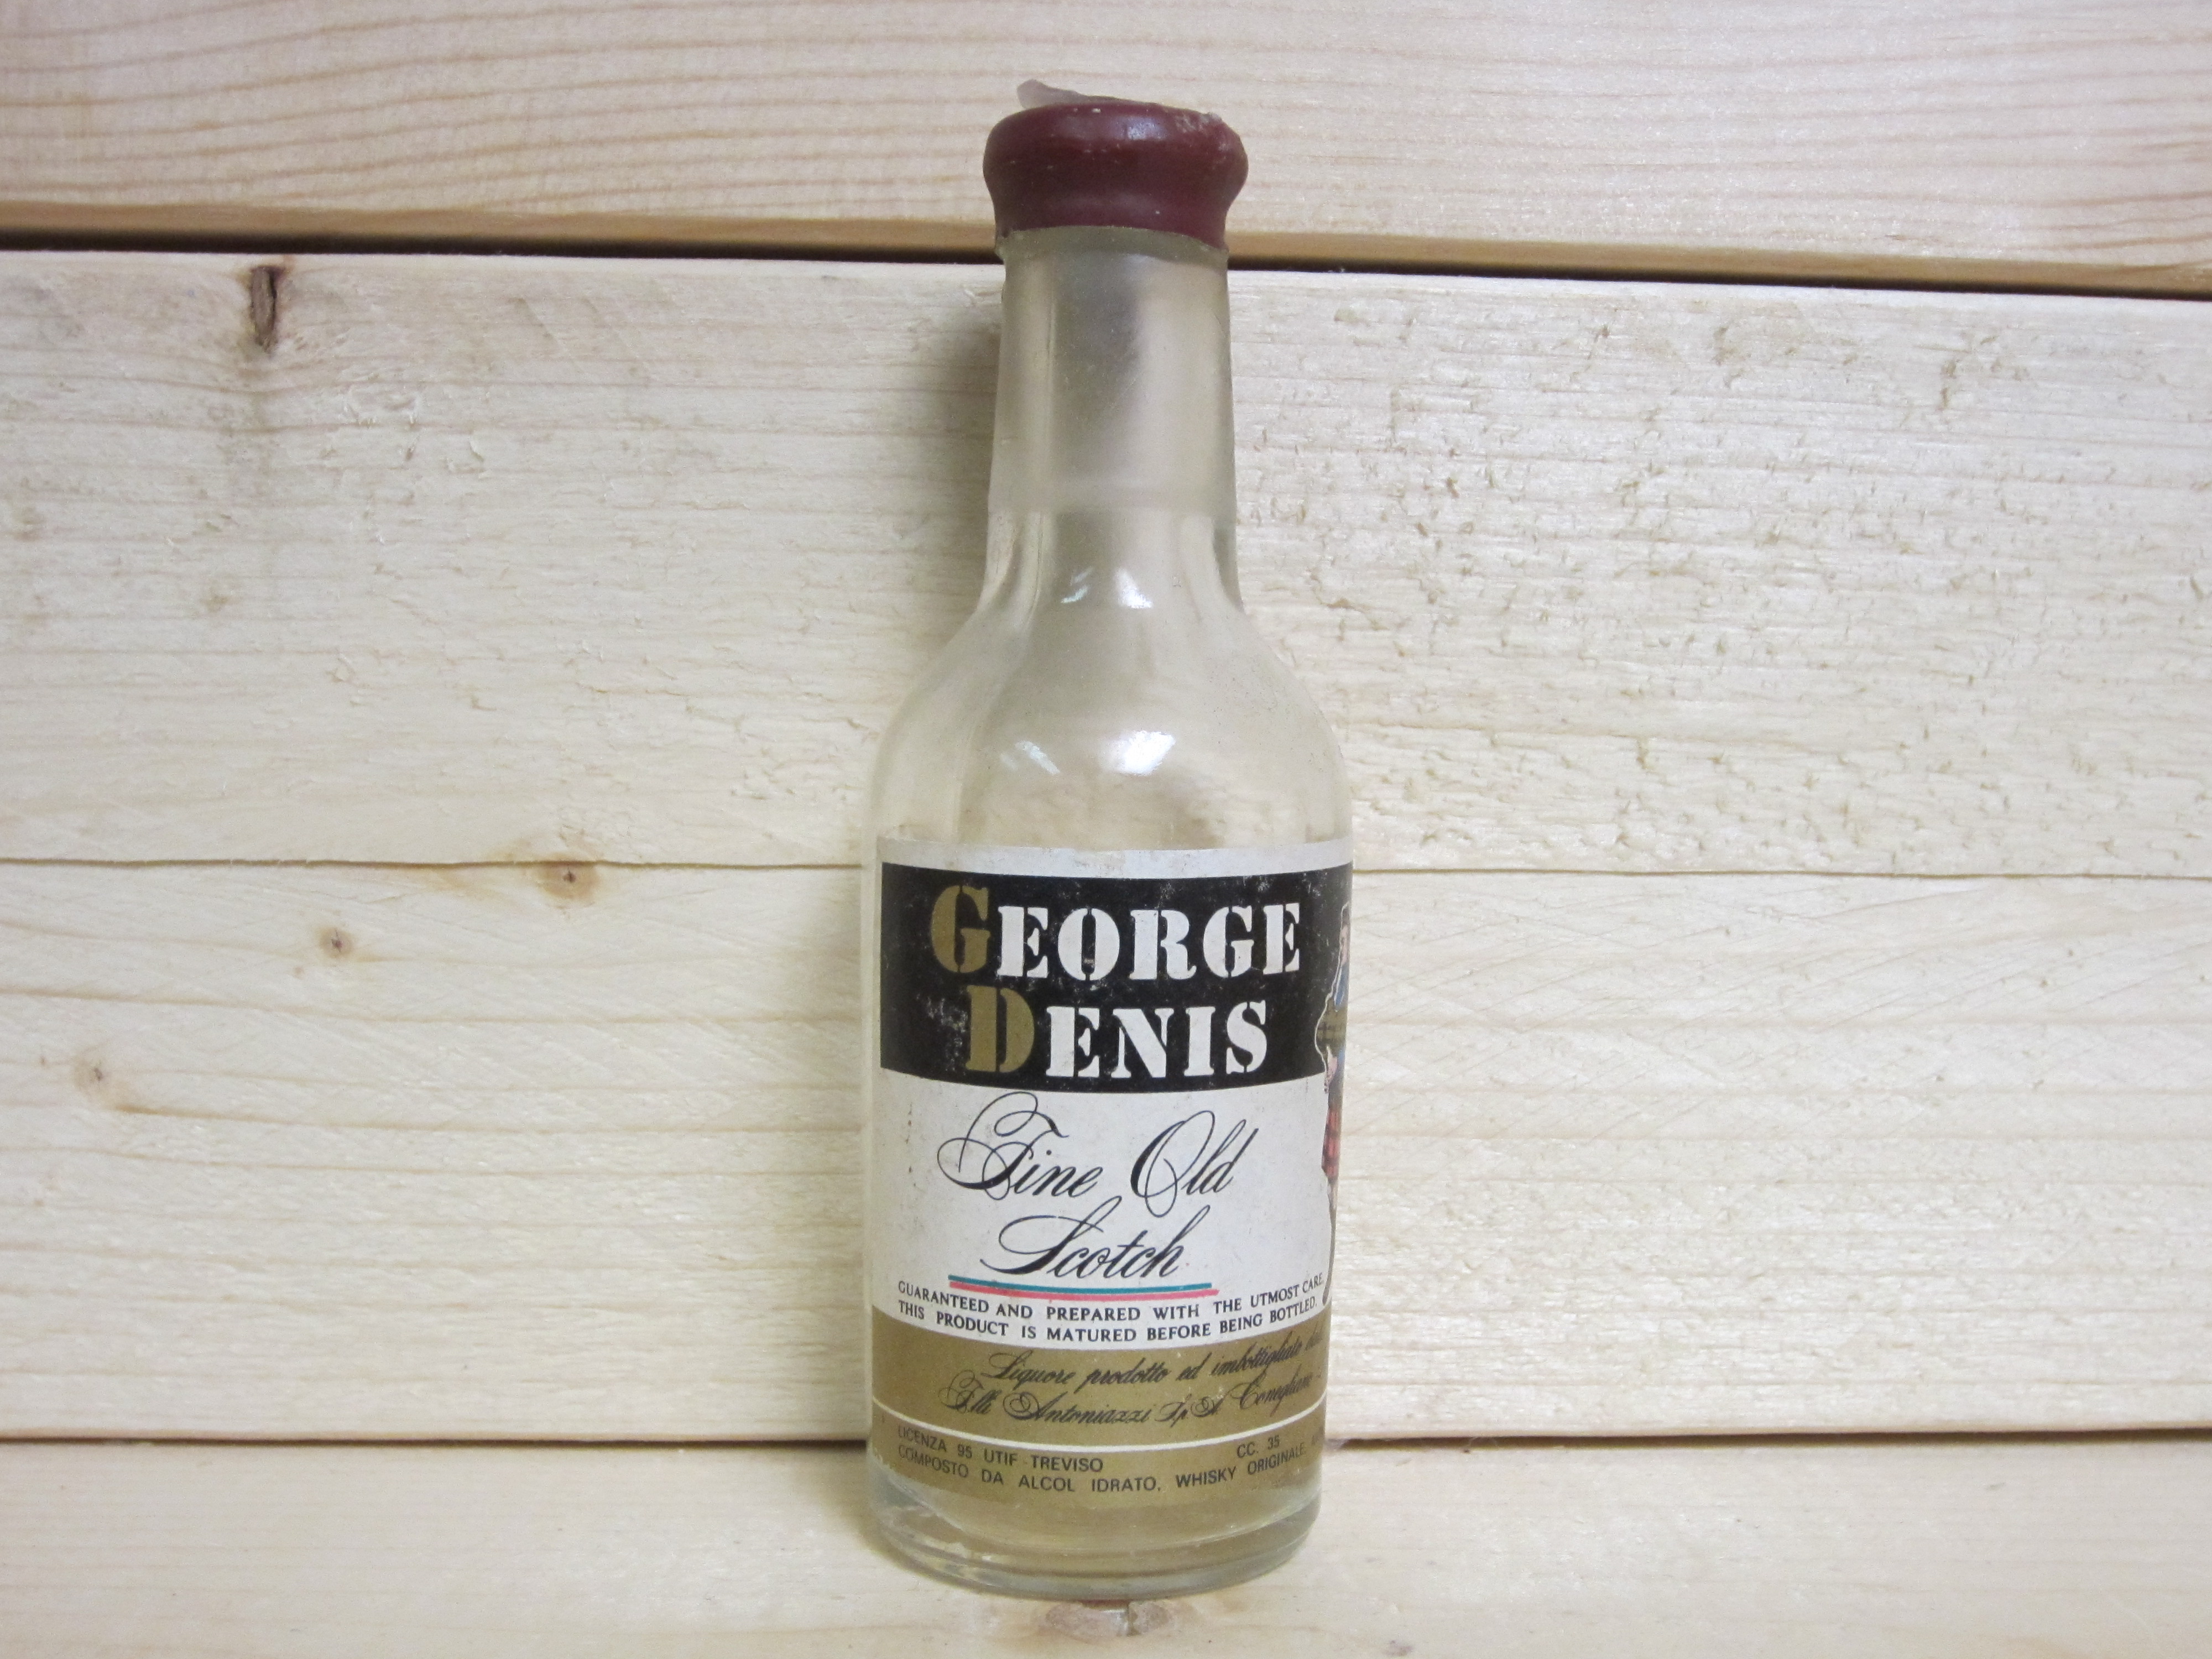 GEORGE
DENIS
Fine Old
Scotch
GUARANTEED AND PREPARED WITH THE UTMOST CARE.
THIS PRODUCT IS MATURED BEFORE BEING BOTTLED.
Liquore prodotto ed imbottigliato
F.lli Antoniazzi S.p.A. Conegliano
LICENZA 95 UTIF TREVISO CC. 35
COMPOSTO DA ALCOL IDRATO, WHISKY ORIGINALE,